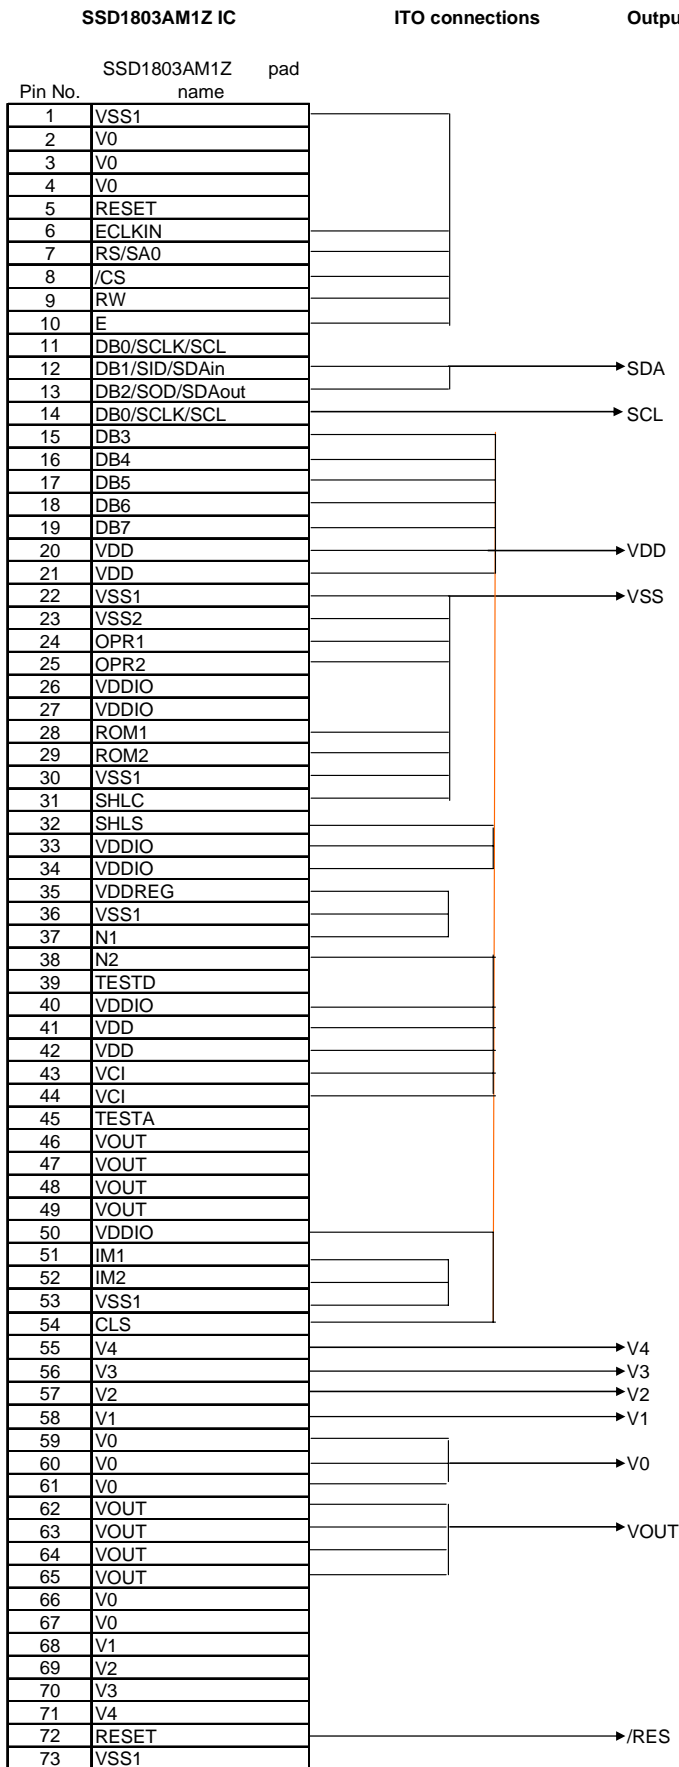 SSD1803AM1Z IC ITO connections Outpu
SSD1803AM1Z pad
Pin No. name
1 VSS1
2 V0
3 V0
4 V0
5 RESET
6 ECLKIN
7 RS/SA0
8 /CS
9 RW
10 E
11 DB0/SCLK/SCL
12 DB1/SID/SDAin SDA
13 DB2/SOD/SDAout
14 DB0/SCLK/SCL SCL
15 DB3
16 DB4
17 DB5
18 DB6
19 DB7
20 VDD VDD
21 VDD
22 VSS1 VSS
23 VSS2
24 OPR1
25 OPR2
26 VDDIO
27 VDDIO
28 ROM1
29 ROM2
30 VSS1
31 SHLC
32 SHLS
33 VDDIO
34 VDDIO
35 VDDREG
36 VSS1
37 N1
38 N2
39 TESTD
40 VDDIO
41 VDD
42 VDD
43 VCI
44 VCI
45 TESTA
46 VOUT
47 VOUT
48 VOUT
49 VOUT
50 VDDIO
51 IM1
52 IM2
53 VSS1
54 CLS
55 V4 V4
56 V3 V3
57 V2 V2
58 V1 V1
59 V0
60 V0 V0
61 V0
62 VOUT
63 VOUT VOUT
64 VOUT
65 VOUT
66 V0
67 V0
68 V1
69 V2
70 V3
71 V4
72 RESET /RES
73 VSS1